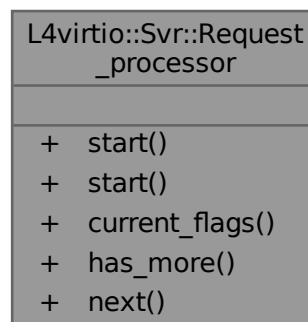 L4virtio::Svr::Request
_processor
+ start()
+ start()
+ current_flags()
+ has_more()
+ next()